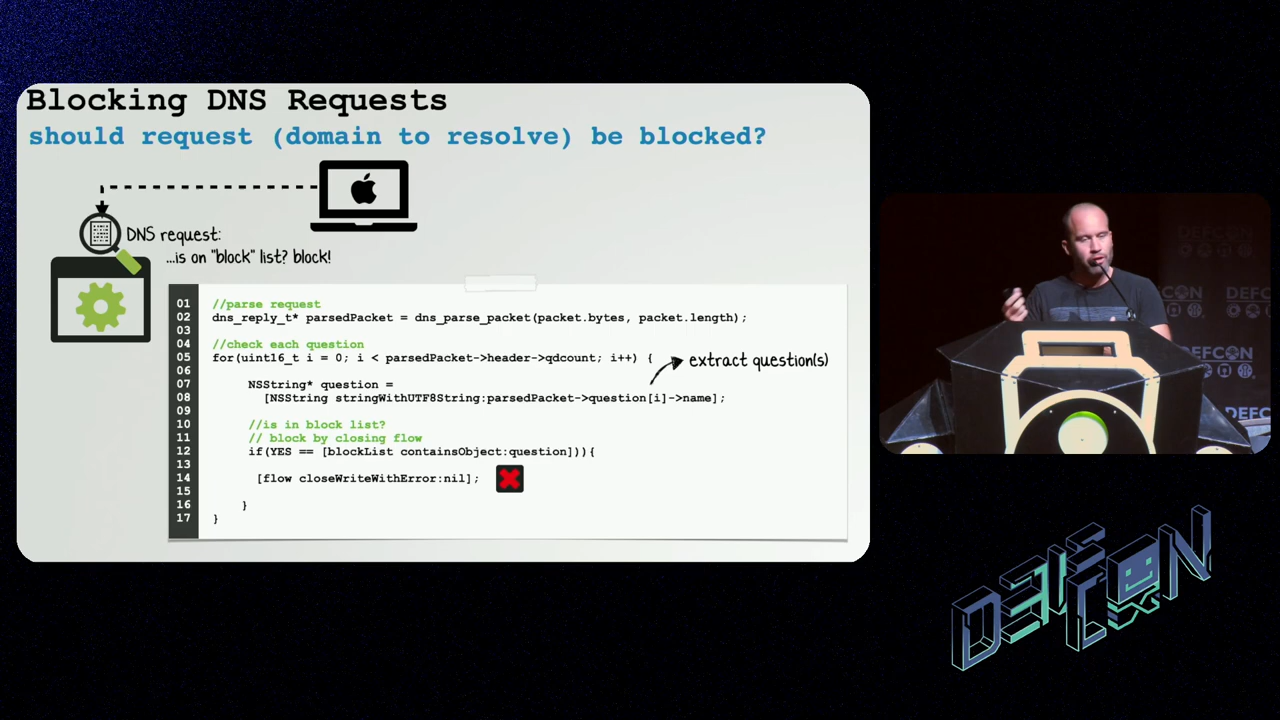 Blocking DNS Requests
should request (domain to resolve) be blocked?
DNS request:
...is on "block" list? block!
01 //parse request
02 dns_reply_t* parsedPacket = dns_parse_packet(packet.bytes, packet.length);
03
04 //check each question
05 for(uint16_t i = 0; i < parsedPacket->header->qdcount; i++) {
extract question(s)
06
07 NSString* question =
08 [NSString stringWithUTF8String:parsedPacket->question[i]->name];
09
10 //is in block list?
11 // block by closing flow
12 if(YES == [blockList containsObject:question])){
13
14 [flow closeWriteWithError:nil];
15
16 }
17 }
DEFCON
DEF CON